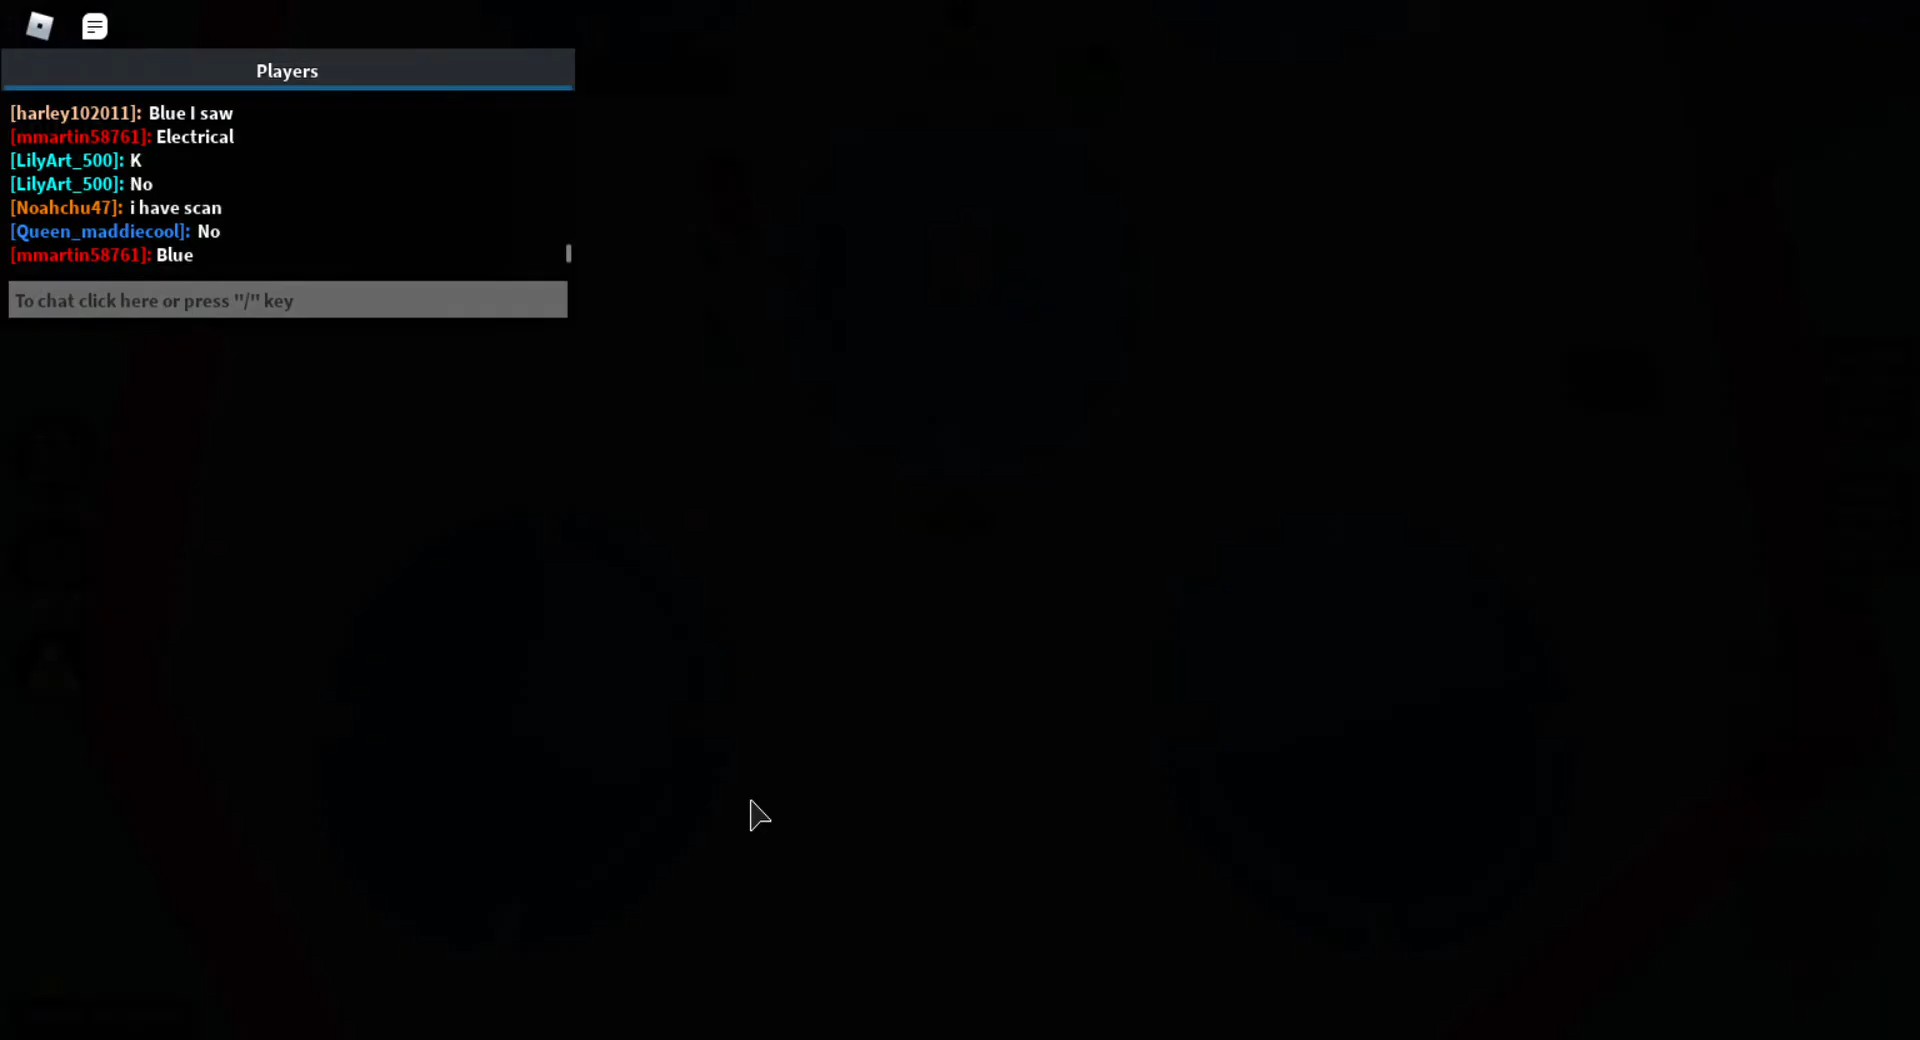 Players
[harley102011]: Blue I saw
[mmartin58761]: Electrical
[LilyArt_500]: K
[LilyArt_500]: No
[Noahchu47]: i have scan
[Queen_maddiecool]: No
[mmartin58761]: Blue
To chat click here or press "/" key